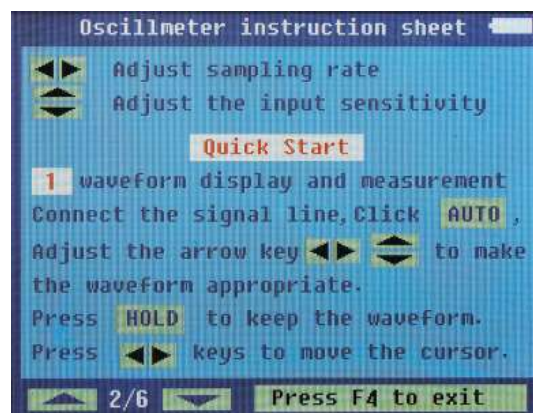 Oscillmeter instruction sheet
Adjust sampling rate
Adjust the input sensitivity
Quick Start
1 waveform display and measurement
Connect the signal line,Click AUTO ,
Adjust the arrow key to make
the waveform appropriate.
Press HOLD to keep the waveform.
Press keys to move the cursor.
2/6 Press F4 to exit